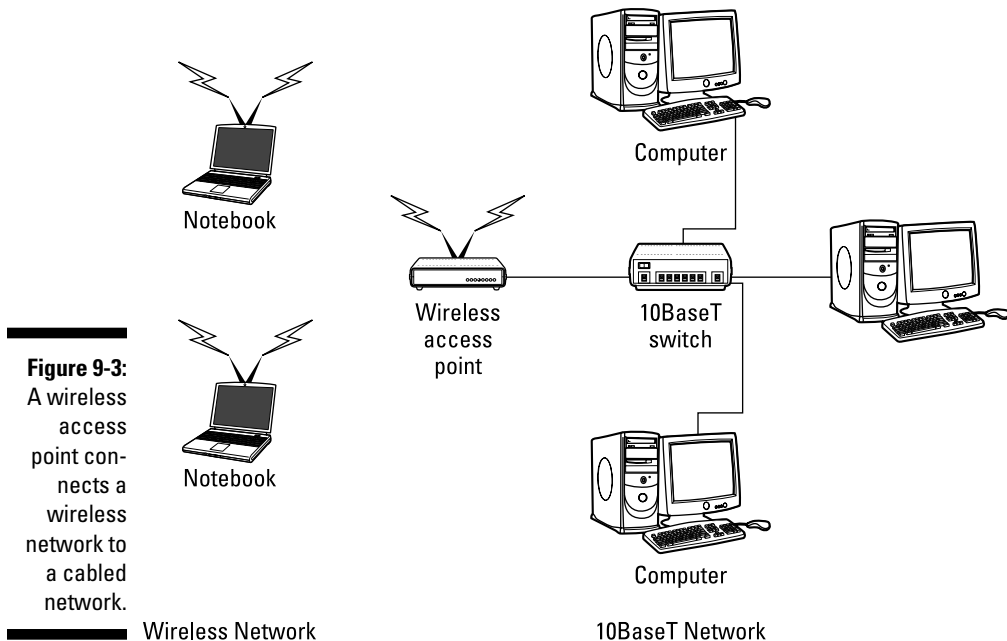 Computer
Notebook
Wireless
access
point
10BaseT
switch
Figure 9-3:
A wireless
access
point con-
nects a
wireless
network to
a cabled
network.
Notebook
Computer
Wireless Network
10BaseT Network